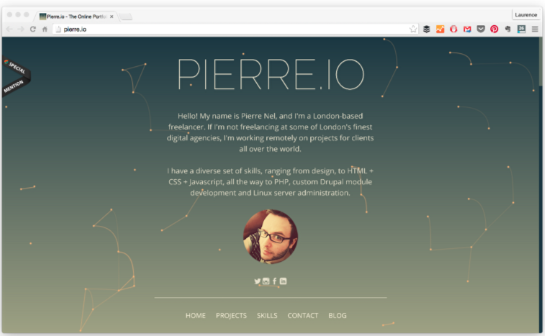 Pierre.io - The Online Portfo
Laurence
pierre.io
SPECIAL
MENTION
PIERRE.IO
Hello! My name is Pierre Nel, and I'm a London-based
freelancer. If I'm not freelancing at some of London's finest
digital agencies, I'm working remotely on projects for clients
all over the world.
I have a diverse set of skills, ranging from design, to HTML +
CSS + Javascript, all the way to PHP, custom Drupal module
development and Linux server administration.
HOME PROJECTS SKILLS CONTACT BLOG